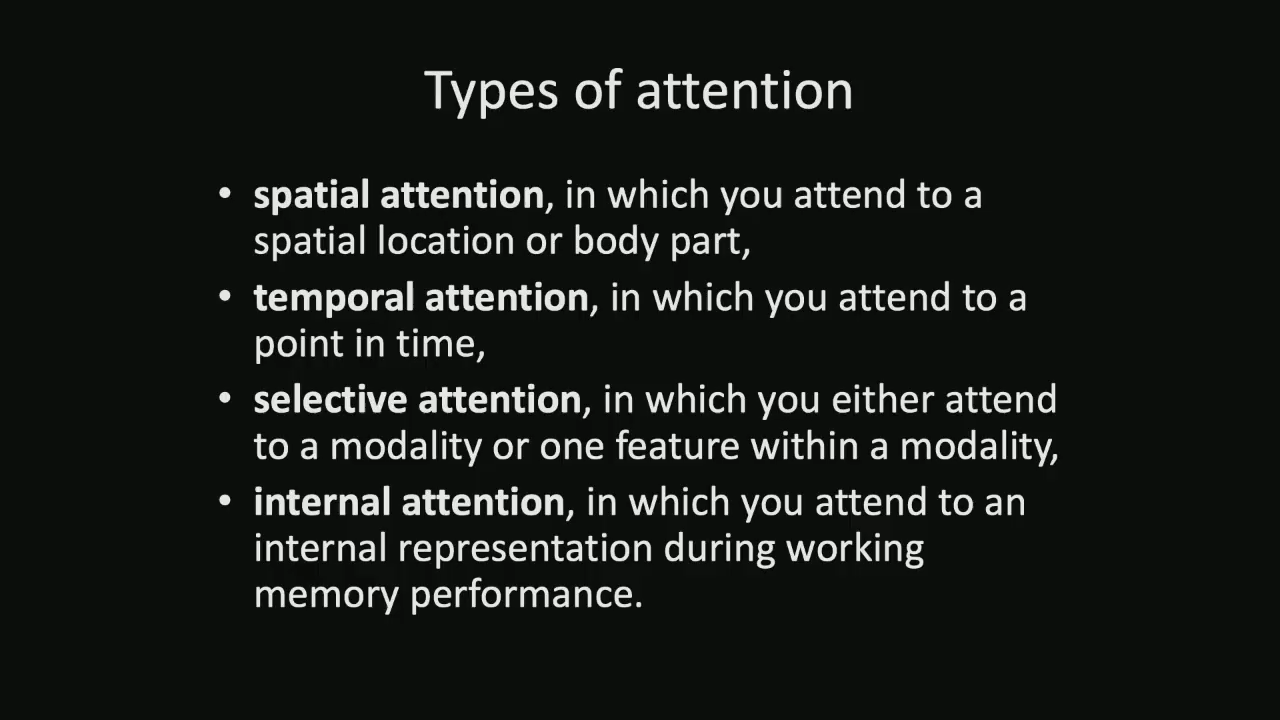 Types of attention
• spatial attention, in which you attend to a
spatial location or body part,
• temporal attention, in which you attend to a
point in time,
• selective attention, in which you either attend
to a modality or one feature within a modality,
• internal attention, in which you attend to an
internal representation during working
memory performance.